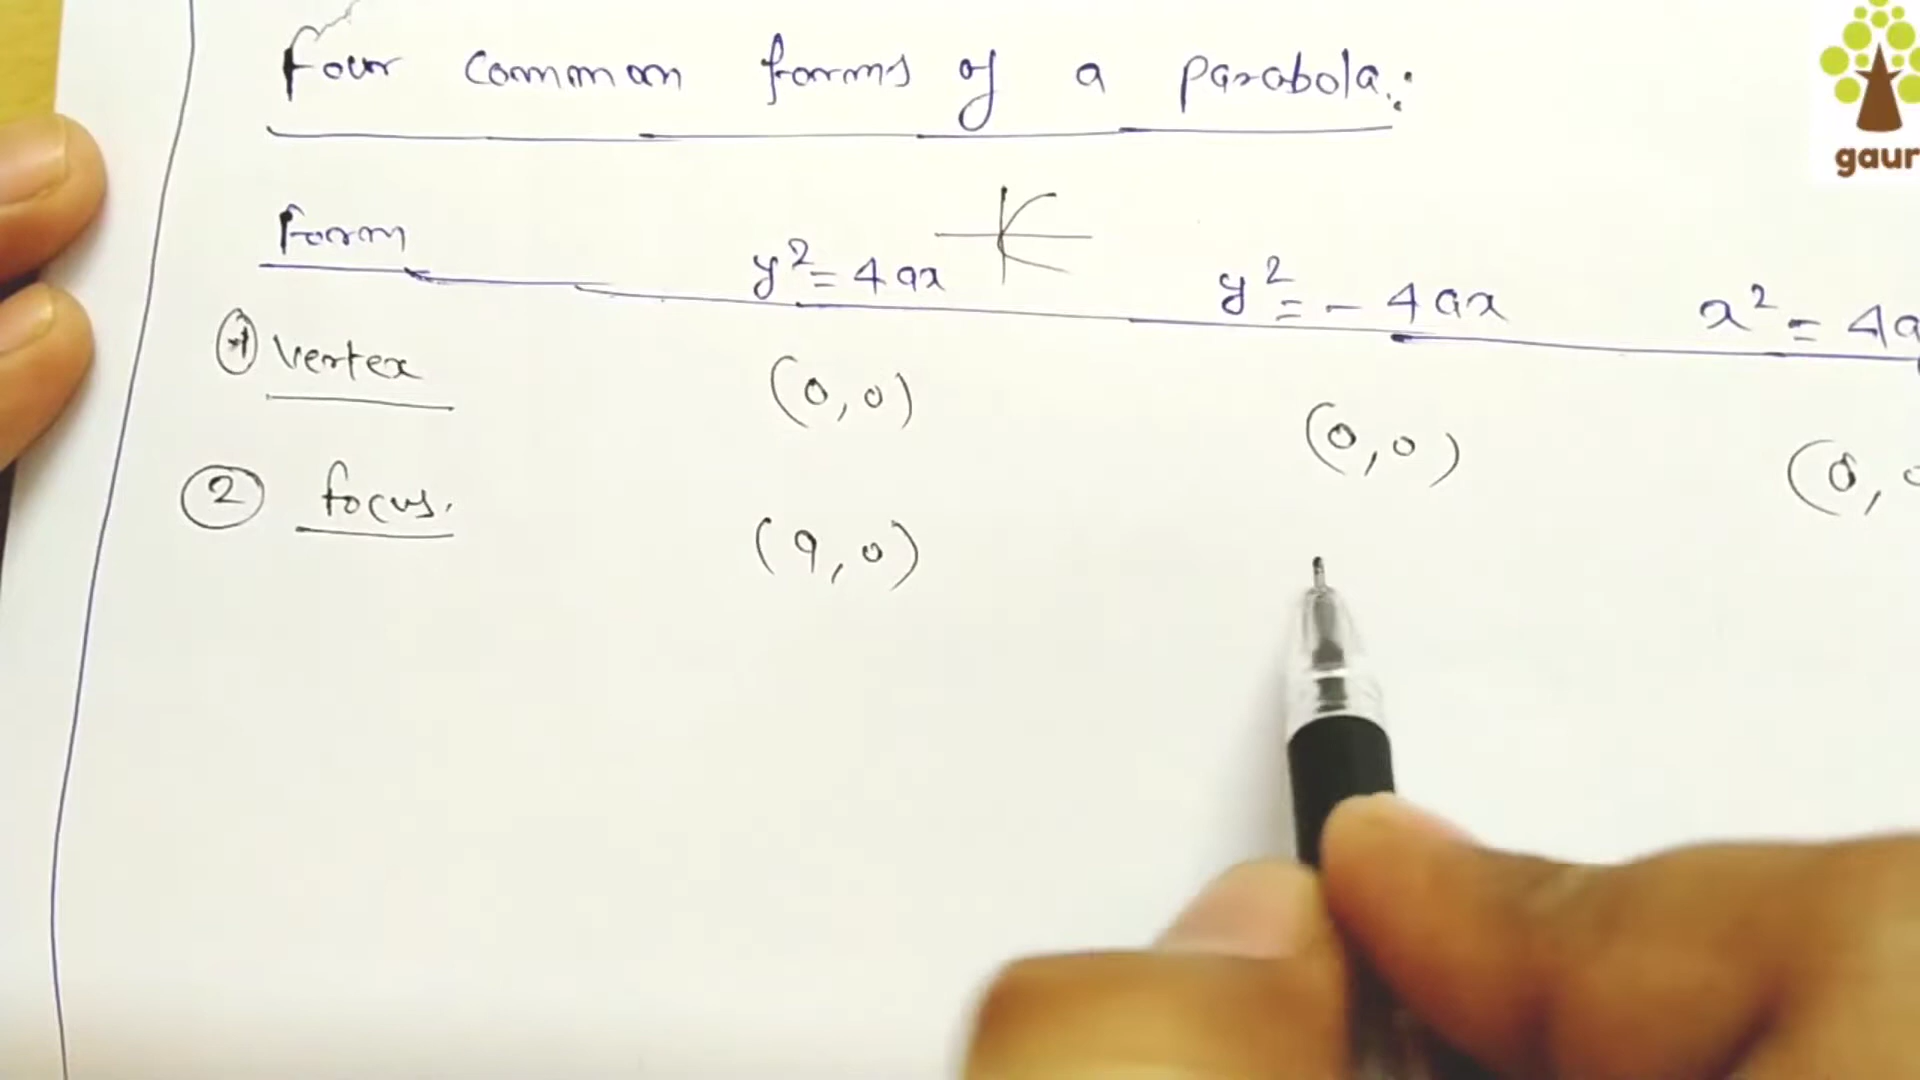 Four common forms of a parabola:
gaur
Form y² = 4ax y² = - 4ax x² = 4a
1 Vertex (0,0) (0,0) (0,
2 focus. (a,0)